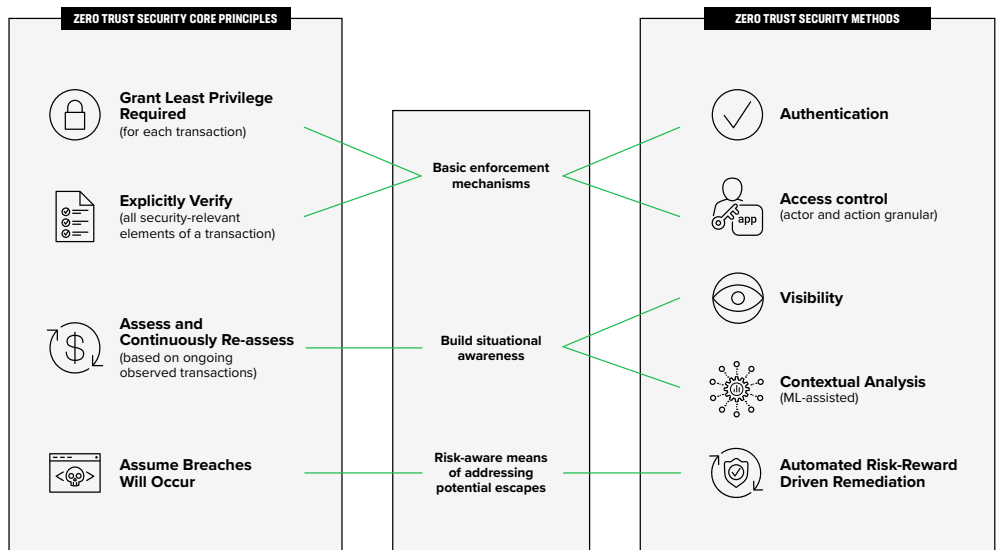 ZERO TRUST SECURITY CORE PRINCIPLES
Grant Least Privilege
Required
(for each transaction)
Explicitly Verify
(all security-relevant
elements of a transaction)
Assess and
Continuously Re-assess
(based on ongoing
observed transactions)
Assume Breaches
Will Occur
Basic enforcement
mechanisms
Build situational
awareness
Risk-aware means
of addressing
potential escapes
ZERO TRUST SECURITY METHODS
Authentication
app
Access control
(actor and action granular)
Visibility
Contextual Analysis
(ML-assisted)
Automated Risk-Reward
Driven Remediation